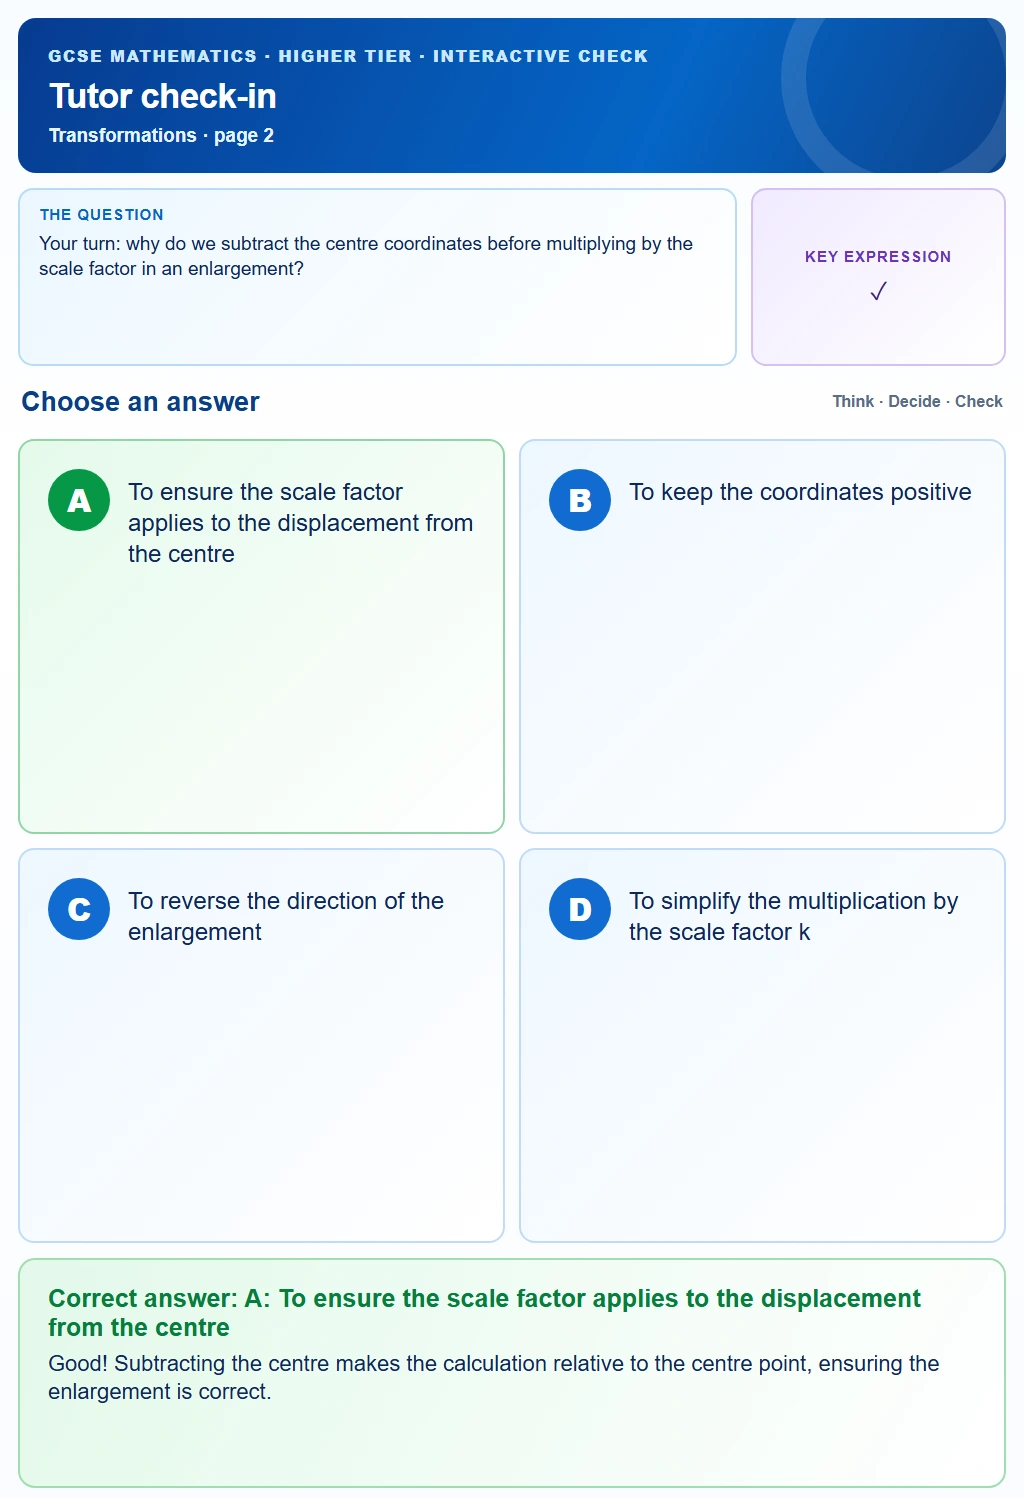 GCSE MATHEMATICS · HIGHER TIER · INTERACTIVE CHECK
Tutor check-in
Transformations · page 2
THE QUESTION
Your turn: why do we subtract the centre coordinates before multiplying by the
scale factor in an enlargement?
KEY EXPRESSION
✓
Choose an answer
Think · Decide · Check
A
To ensure the scale factor
applies to the displacement from
the centre
B
To keep the coordinates positive
C
To reverse the direction of the
enlargement
D
To simplify the multiplication by
the scale factor k
Correct answer: A: To ensure the scale factor applies to the displacement
from the centre
Good! Subtracting the centre makes the calculation relative to the centre point, ensuring the
enlargement is correct.